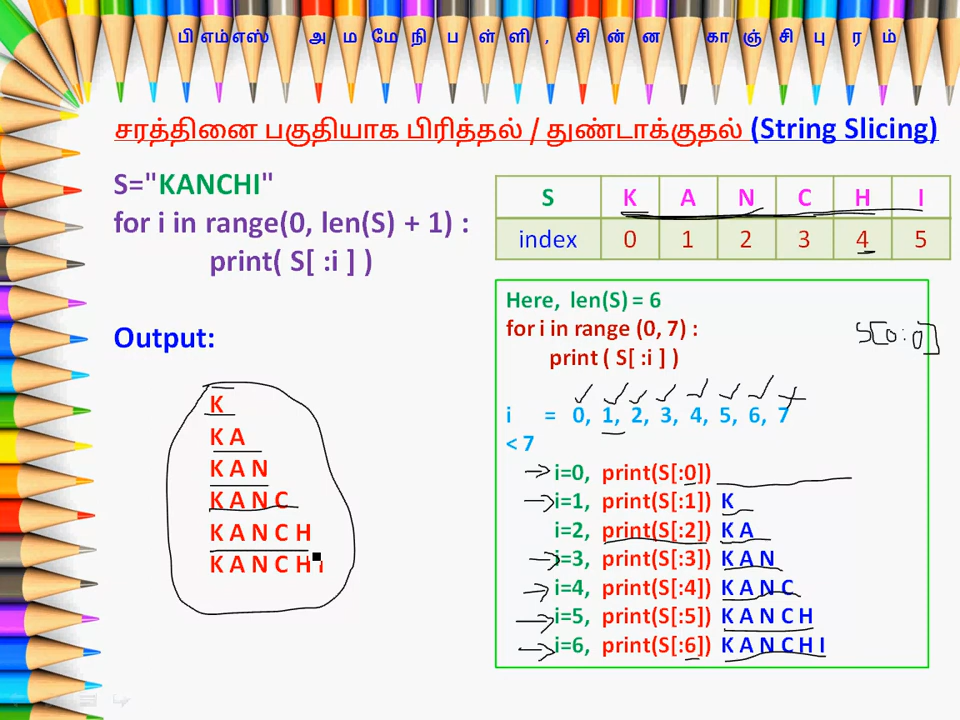 பிஎம்எஸ் அ ம மே நி ப ள் ளி , சி ன் ன கா ஞ் சி பு ர ம்
சரத்தினை பகுதியாக பிரித்தல் / துண்டாக்குதல் (String Slicing)
S="KANCHI"
for i in range(0, len(S) + 1) :
print( S[ :i ] )
Output:
K
K A
K A N
K A N C
K A N C H
K A N C H I
S K A N C H I
index 0 1 2 3 4 5
Here, len(S) = 6
for i in range (0, 7) :
print ( S[ :i ] )
S[0:0]
i = 0, 1, 2, 3, 4, 5, 6, 7
< 7
i=0, print(S[:0])
i=1, print(S[:1]) K
i=2, print(S[:2]) K A
i=3, print(S[:3]) K A N
i=4, print(S[:4]) K A N C
i=5, print(S[:5]) K A N C H
i=6, print(S[:6]) K A N C H I